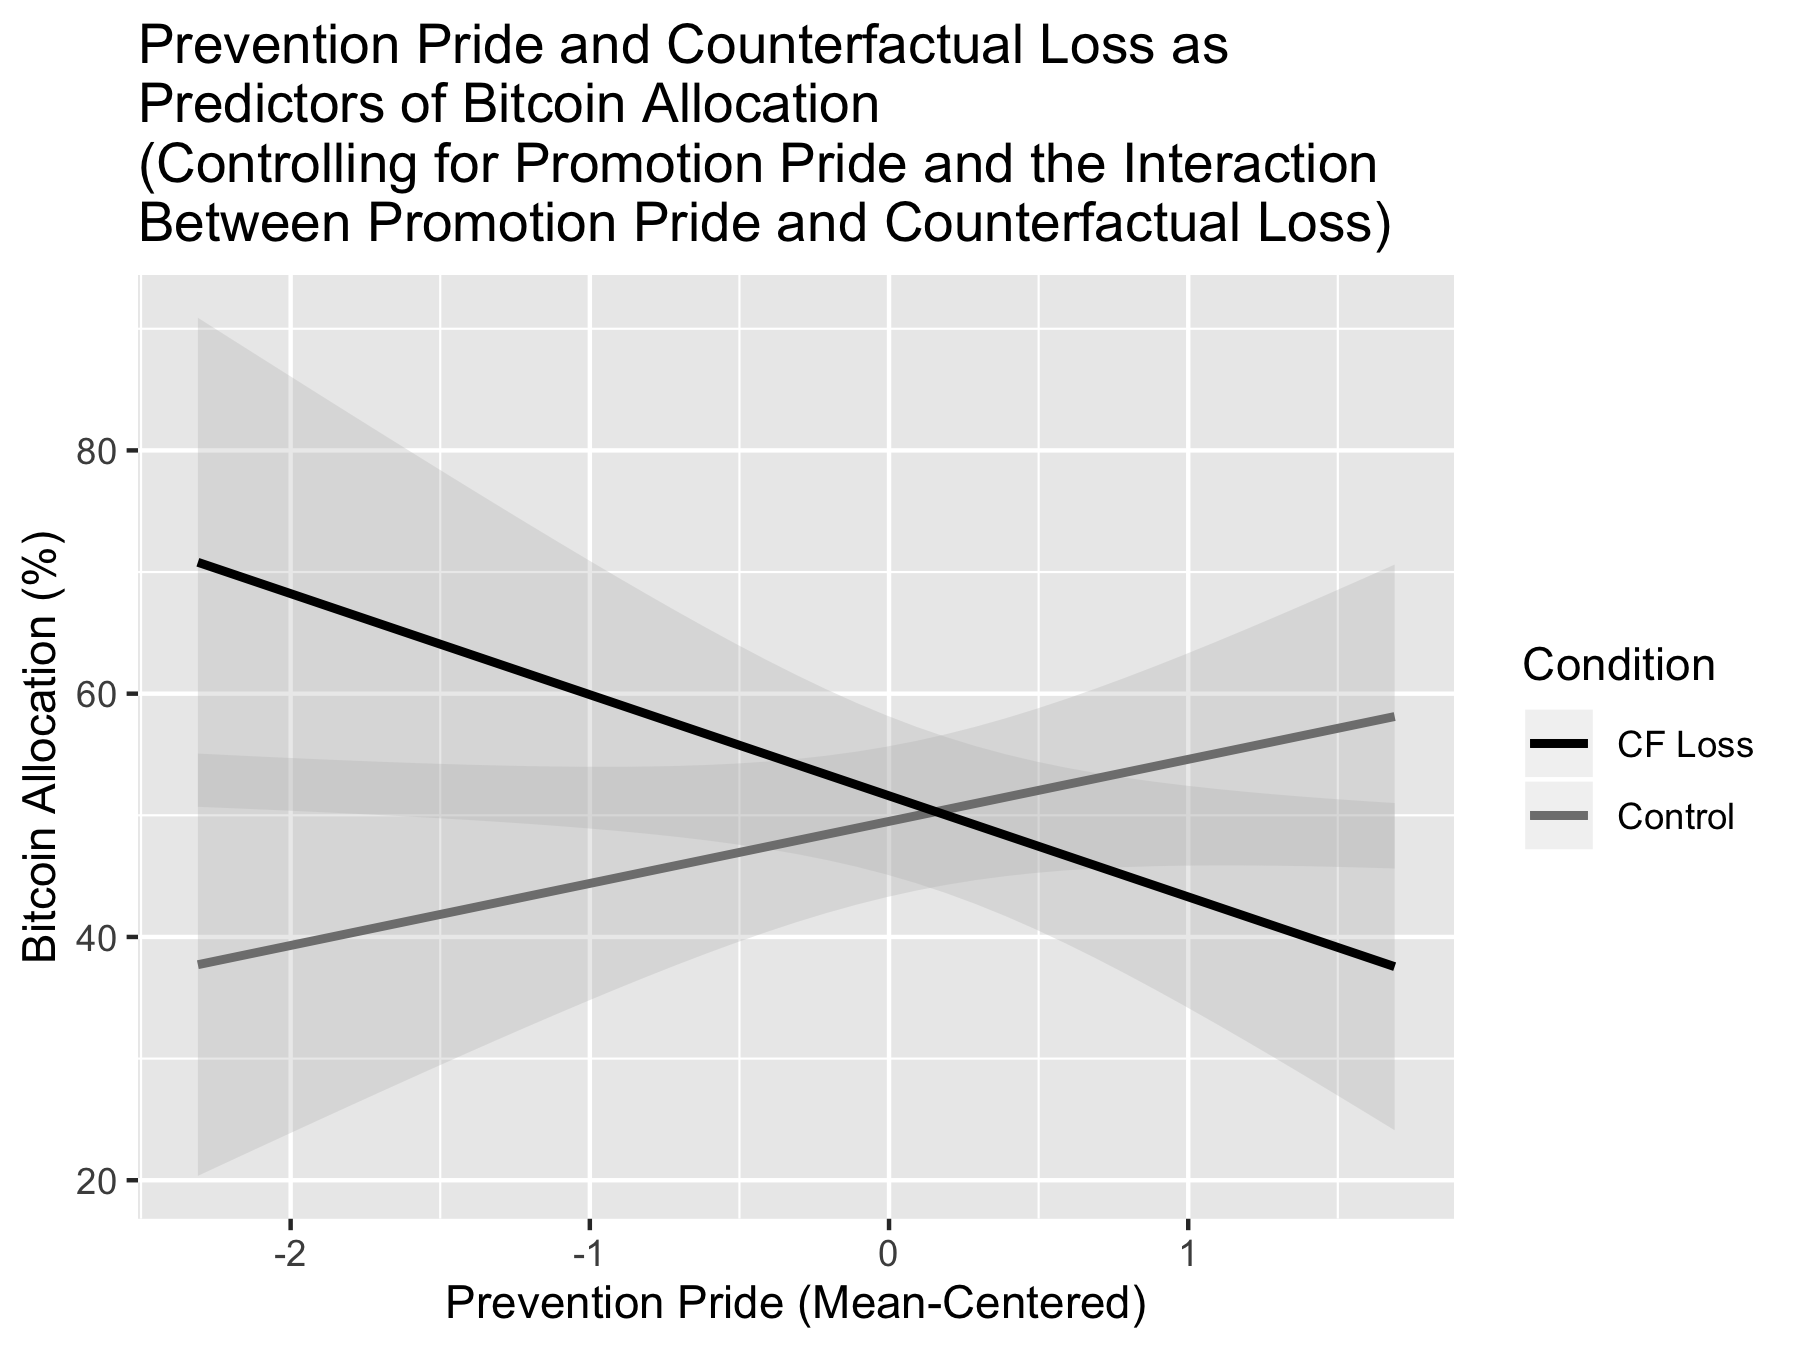 Prevention Pride and Counterfactual Loss as
Predictors of Bitcoin Allocation
(Controlling for Promotion Pride and the Interaction
Between Promotion Pride and Counterfactual Loss)
Bitcoin Allocation (%)
80
60
40
20
-2
-1
0
1
Prevention Pride (Mean-Centered)
Condition
CF Loss
Control